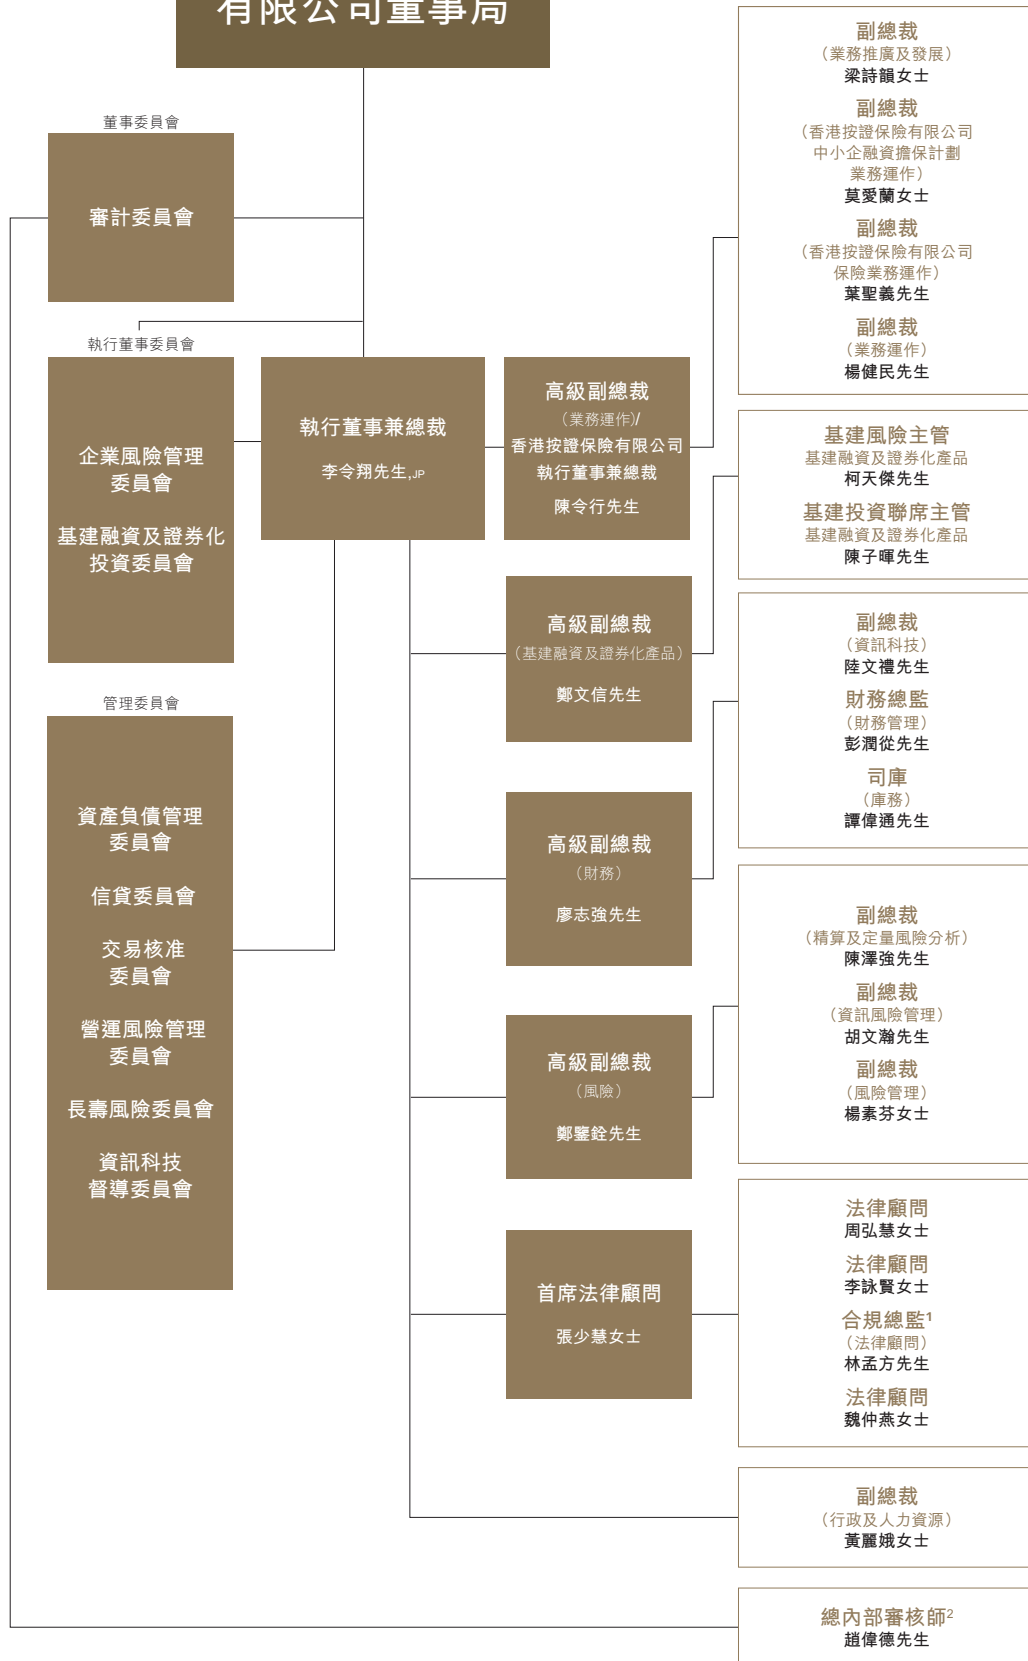 有限公司董事局
董事委員會
審計委員會
執行董事委員會
企業風險管理
委員會
基建融資及證券化
投資委員會
管理委員會
資產負債管理
委員會
信貸委員會
交易核准
委員會
營運風險管理
委員會
長壽風險委員會
資訊科技
督導委員會
執行董事兼總裁
李令翔先生,JP
高級副總裁
（業務運作）/
香港按證保險有限公司
執行董事兼總裁
陳令行先生
高級副總裁
（基建融資及證券化產品）
鄭文信先生
高級副總裁
（財務）
廖志強先生
高級副總裁
（風險）
鄭鑒銓先生
首席法律顧問
張少慧女士
副總裁
（業務推廣及發展）
梁詩韻女士
副總裁
（香港按證保險有限公司
中小企融資擔保計劃
業務運作）
莫愛蘭女士
副總裁
（香港按證保險有限公司
保險業務運作）
葉聖義先生
副總裁
（業務運作）
楊健民先生
基建風險主管
基建融資及證券化產品
柯天傑先生
基建投資聯席主管
基建融資及證券化產品
陳子暉先生
副總裁
（資訊科技）
陸文禮先生
財務總監
（財務管理）
彭潤從先生
司庫
（庫務）
譚偉通先生
副總裁
（精算及定量風險分析）
陳澤強先生
副總裁
（資訊風險管理）
胡文瀚先生
副總裁
（風險管理）
楊素芬女士
法律顧問
周弘慧女士
法律顧問
李詠賢女士
合規總監¹
（法律顧問）
林孟方先生
法律顧問
魏仲燕女士
副總裁
（行政及人力資源）
黃麗娥女士
總內部審核師²
趙偉德先生